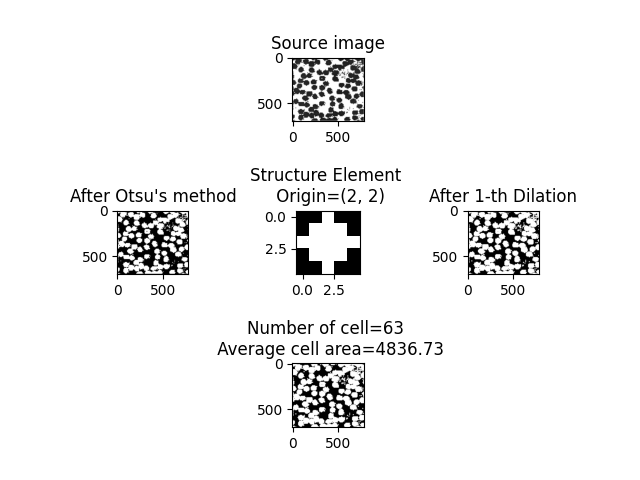 Source image
0
500
0 500
After Otsu's method
0
500
0 500
Structure Element
Origin=(2, 2)
0.0
2.5
0.0 2.5
After 1-th Dilation
0
500
0 500
Number of cell=63
Average cell area=4836.73
0
500
0 500